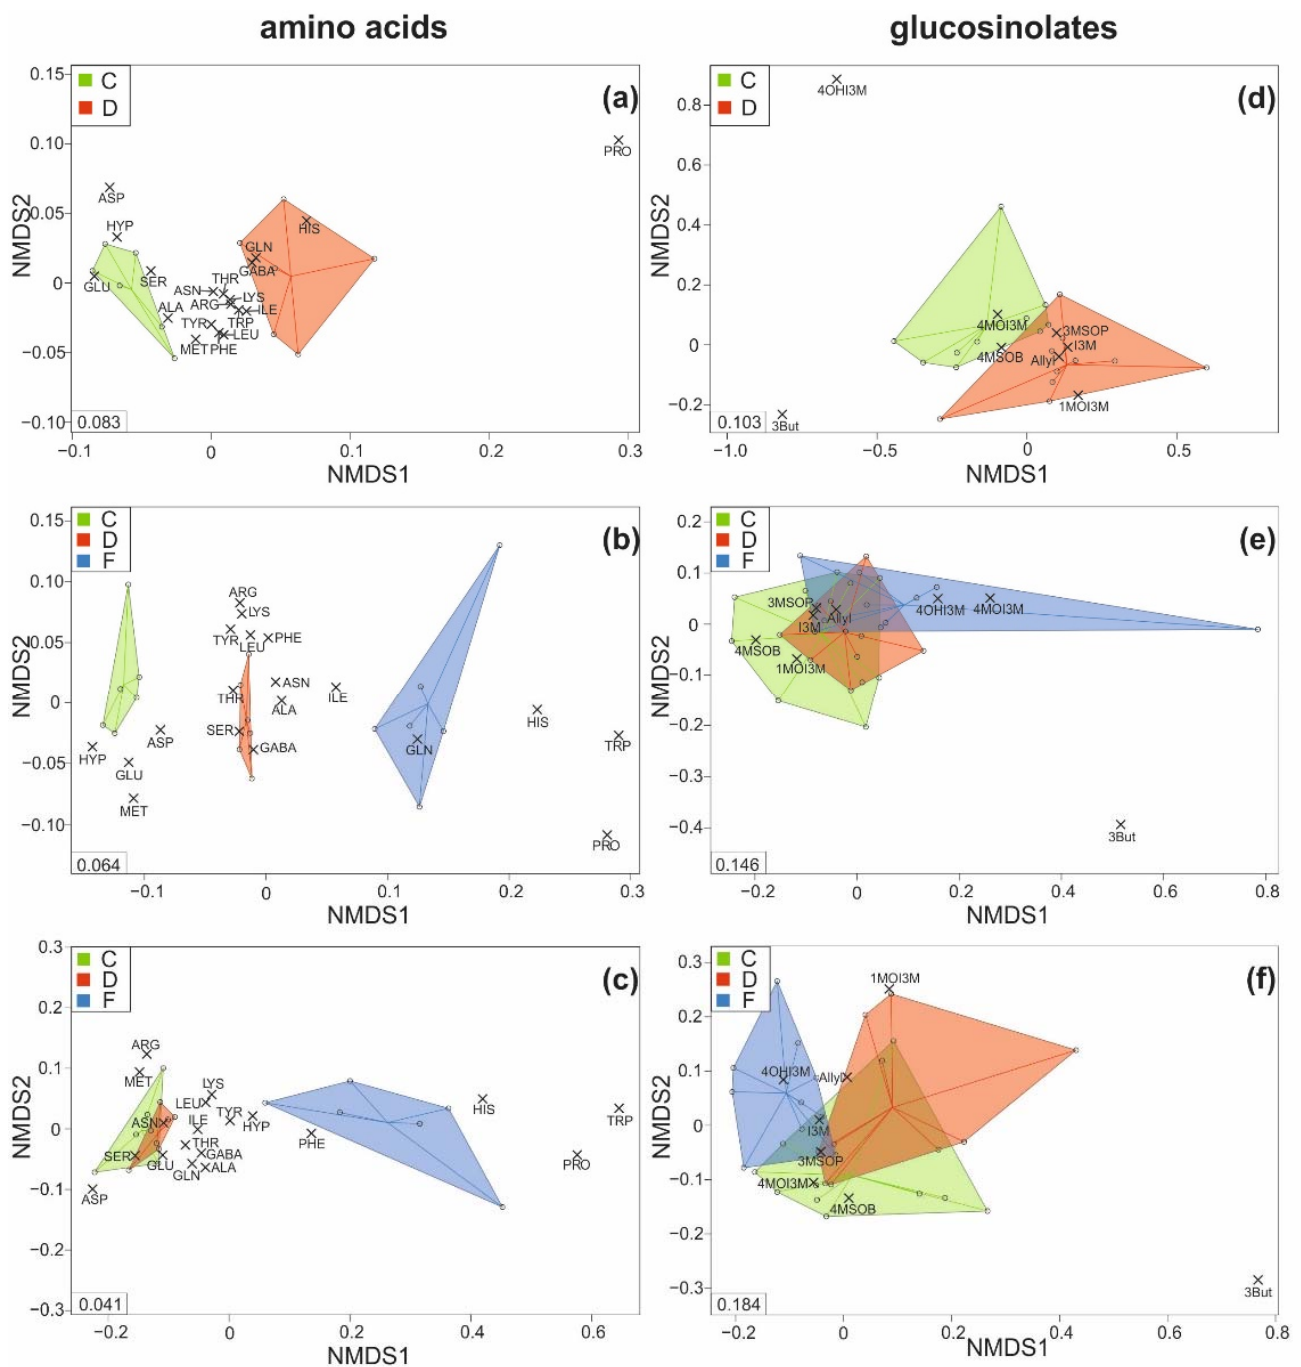 amino acids
glucosinolates
(a)
C
D
NMDS2
0.15
0.10
0.05
0
−0.05
−0.10
PRO
ASP
HYP
GLU
SER
HIS
GLN
GABA
THR
ASN
LYS
ARG
ILE
ALA
TYR
TRP
LEU
MET
PHE
0.083
−0.1
0
0.1
0.2
0.3
NMDS1
(d)
C
D
NMDS2
0.8
0.6
0.4
0.2
0
−0.2
4OHI3M
4MOI3M
3MSOP
I3M
4MSOB
Allyl
1MOI3M
3But
0.103
−1.0
−0.5
0
0.5
NMDS1
(b)
C
D
F
NMDS2
0.15
0.10
0.05
0
−0.05
−0.10
ARG
LYS
TYR
LEU
PHE
THR
ASN
ALA
ILE
SER
GABA
ASP
HYP
GLU
MET
GLN
HIS
TRP
PRO
0.064
−0.1
0
0.1
0.2
0.3
NMDS1
(e)
C
D
F
NMDS2
0.2
0.1
0
−0.1
−0.2
−0.3
−0.4
3MSOP
I3M
Allyl
4OHI3M
4MOI3M
4MSOB
1MOI3M
3But
0.146
−0.2
0
0.2
0.4
0.6
0.8
NMDS1
(c)
C
D
F
NMDS2
0.3
0.2
0.1
0
−0.1
−0.2
−0.3
ARG
MET
LYS
LEU
TYR
ILE
HYP
ASN
THR
SER
GLU
GABA
GLN
ALA
ASP
PHE
HIS
TRP
PRO
0.041
−0.2
0
0.2
0.4
0.6
NMDS1
(f)
C
D
F
NMDS2
0.3
0.2
0.1
0
−0.1
−0.2
−0.3
1MOI3M
4OHI3M
Allyl
I3M
3MSOP
4MOI3M
4MSOB
3But
0.184
−0.2
0
0.2
0.4
0.6
0.8
NMDS1